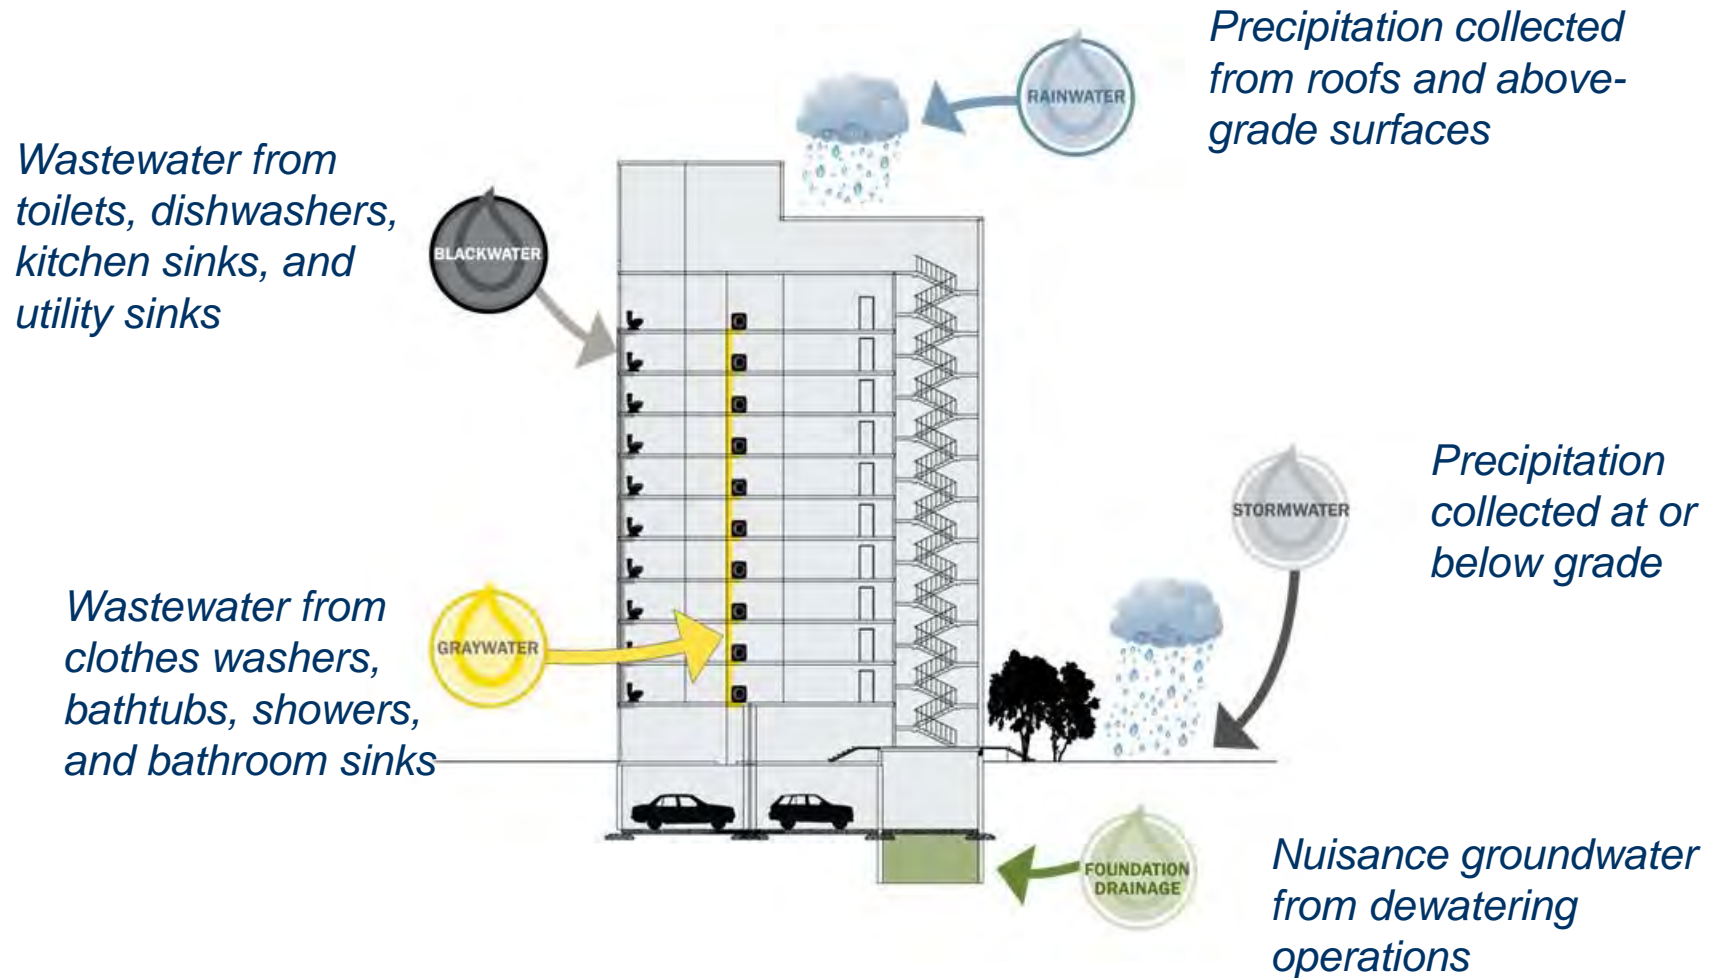 Precipitation collected
from roofs and above-
grade surfaces
RAINWATER
Wastewater from
toilets, dishwashers,
kitchen sinks, and
utility sinks
BLACKWATER
Precipitation
collected at or
below grade
STORMWATER
Wastewater from
clothes washers,
bathtubs, showers,
and bathroom sinks
GRAYWATER
FOUNDATION
DRAINAGE
Nuisance groundwater
from dewatering
operations